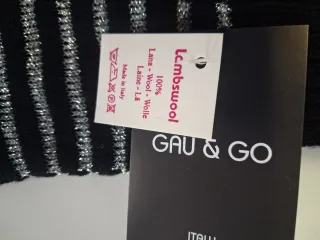 Lambswool
100%
Lana - Wool - Wolle
Laine - Lã
Made in Italy
GAU & GO